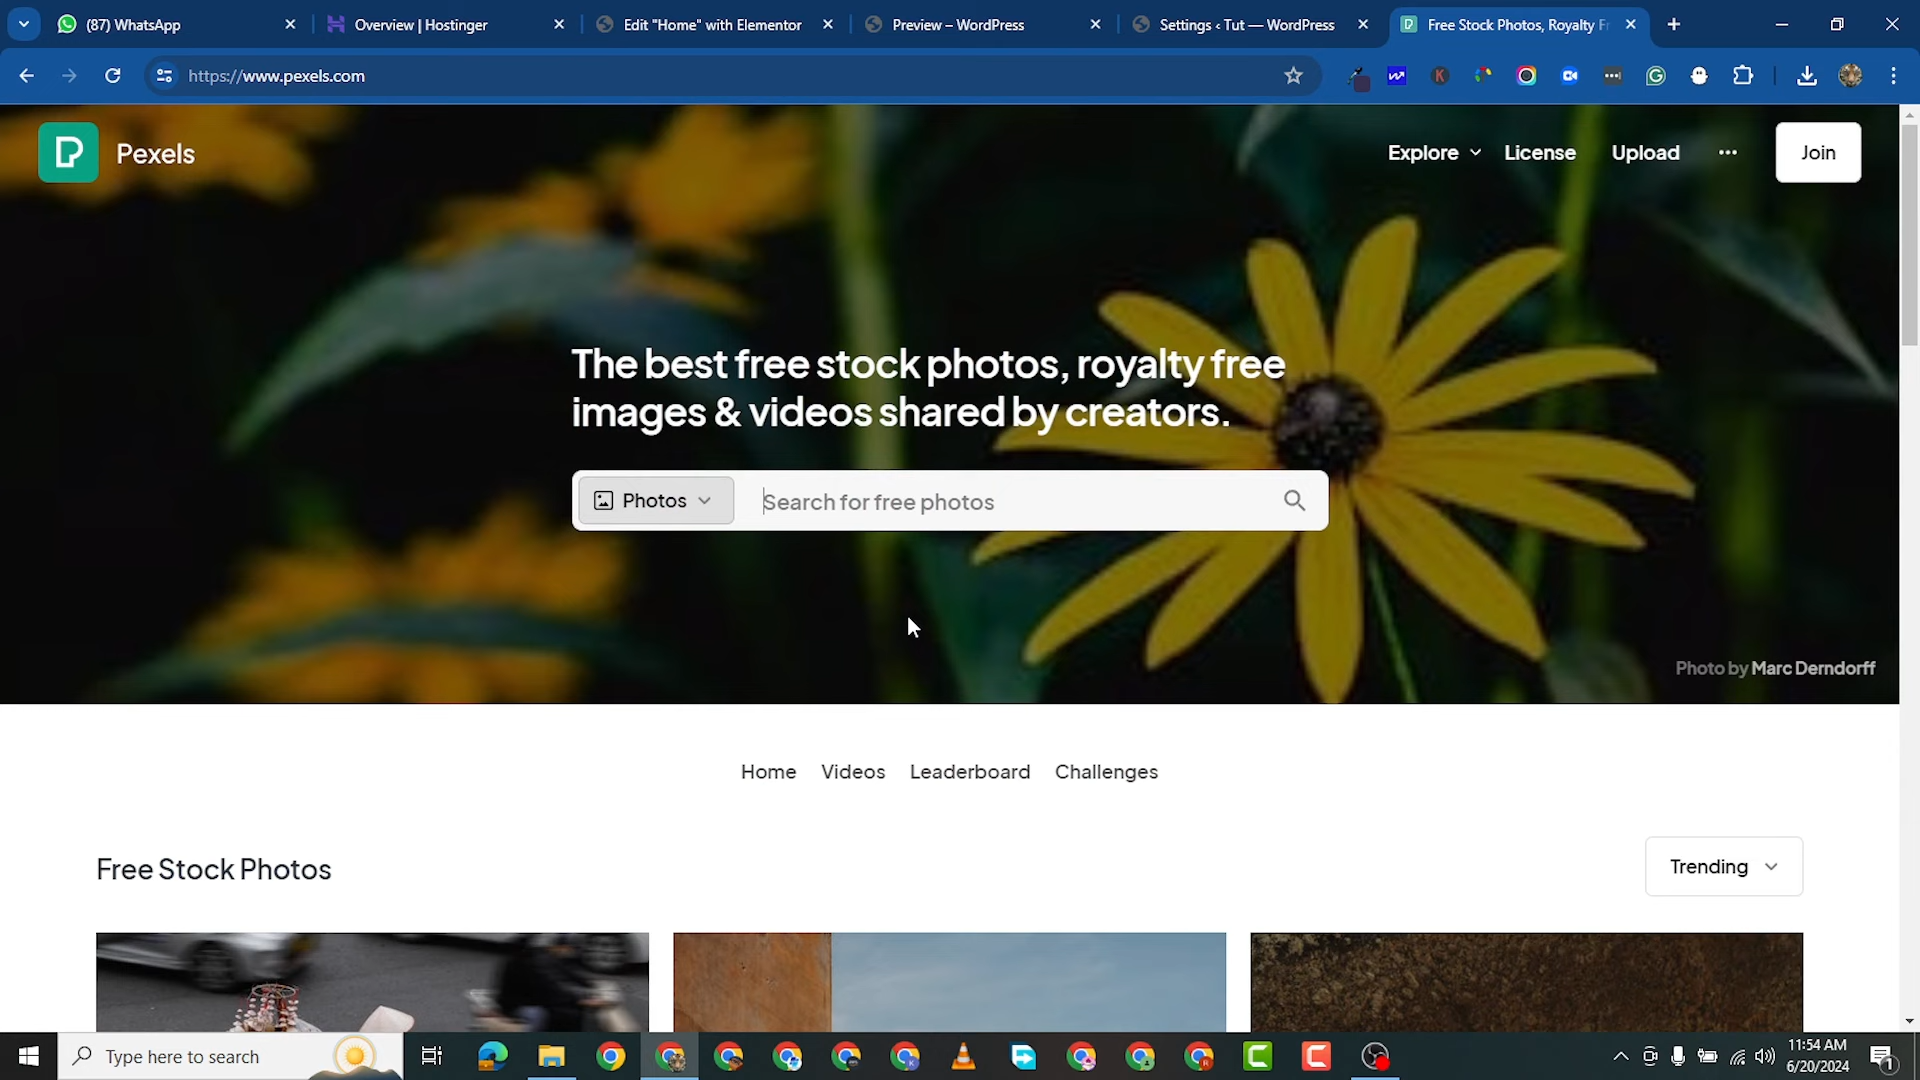 (87) WhatsApp
Overview | Hostinger
Edit "Home" with Elementor
Preview – WordPress
Settings ‹ Tut — WordPress
Free Stock Photos, Royalty Fr
https://www.pexels.com
Pexels
Explore
License
Upload
Join
The best free stock photos, royalty free
images & videos shared by creators.
Photos
Search for free photos
Photo by Marc Derndorff
Home
Videos
Leaderboard
Challenges
Free Stock Photos
Trending
Type here to search
11:54 AM
6/20/2024
1